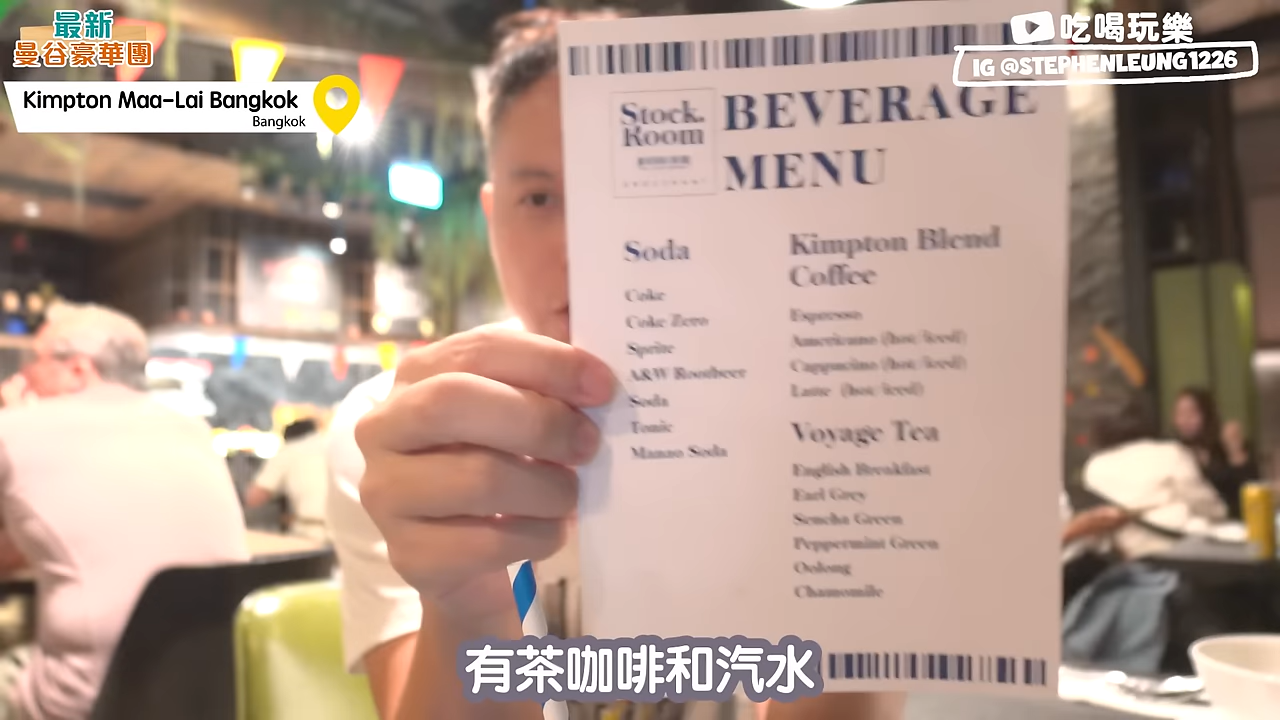 最新
曼谷豪華團
Kimpton Maa-Lai Bangkok
Bangkok
吃喝玩樂
IG @STEPHENLEUNG1226
Stock.
Room
BEVERAGE
MENU
Soda
Coke
Coke Zero
Sprite
A&W Rootbeer
Soda
Tonic
Manao Soda
Kimpton Blend
Coffee
Espresso
Americano (hot/iced)
Cappucino (hot/iced)
Latte (hot/iced)
Voyage Tea
English Breakfast
Earl Grey
Sencha Green
Peppermint Green
Oolong
Chamomile
有茶咖啡和汽水